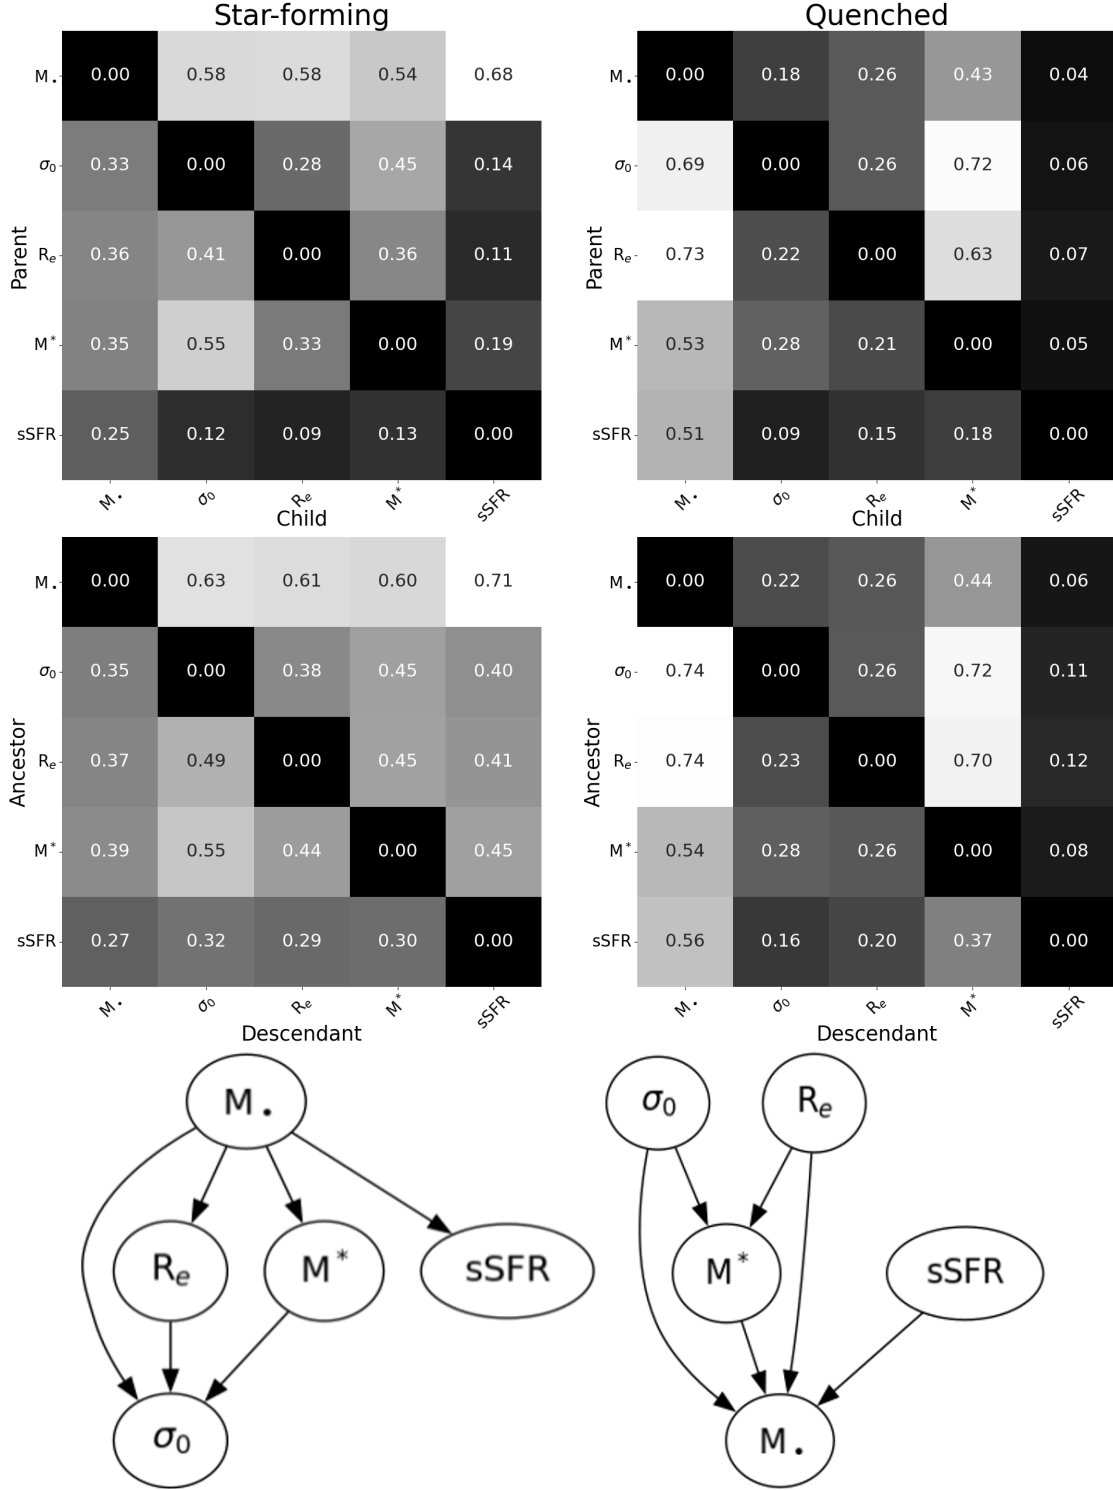 Star-forming Quenched
M• 0.00 0.58 0.58 0.54 0.68
σ0 0.33 0.00 0.28 0.45 0.14
Re 0.36 0.41 0.00 0.36 0.11
M* 0.35 0.55 0.33 0.00 0.19
sSFR 0.25 0.12 0.09 0.13 0.00
Parent
M• σ0 Re M* sSFR
Child
M• 0.00 0.18 0.26 0.43 0.04
σ0 0.69 0.00 0.26 0.72 0.06
Re 0.73 0.22 0.00 0.63 0.07
M* 0.53 0.28 0.21 0.00 0.05
sSFR 0.51 0.09 0.15 0.18 0.00
Parent
M• σ0 Re M* sSFR
Child
M• 0.00 0.63 0.61 0.60 0.71
σ0 0.35 0.00 0.38 0.45 0.40
Re 0.37 0.49 0.00 0.45 0.41
M* 0.39 0.55 0.44 0.00 0.45
sSFR 0.27 0.32 0.29 0.30 0.00
Ancestor
M• σ0 Re M* sSFR
Descendant
M• 0.00 0.22 0.26 0.44 0.06
σ0 0.74 0.00 0.26 0.72 0.11
Re 0.74 0.23 0.00 0.70 0.12
M* 0.54 0.28 0.26 0.00 0.08
sSFR 0.56 0.16 0.20 0.37 0.00
Ancestor
M• σ0 Re M* sSFR
Descendant
M•
Re M* sSFR
σ0
σ0 Re
M* sSFR
M•